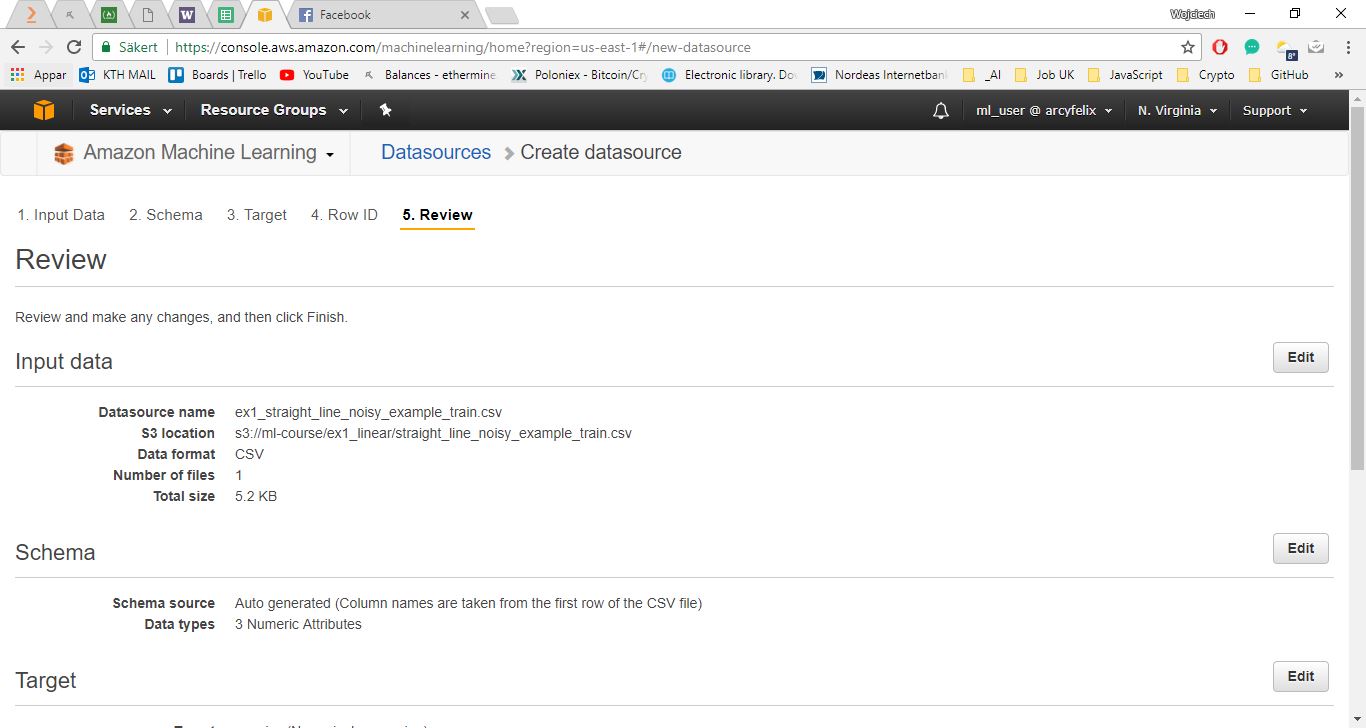 Facebook
Wojciech
Säkert https://console.aws.amazon.com/machinelearning/home?region=us-east-1#/new-datasource
8°
Appar KTH MAIL Boards | Trello YouTube Balances - ethermine Poloniex - Bitcoin/Cry Electronic library. Do Nordeas Internetban _AI Job UK JavaScript Crypto GitHub »
Services Resource Groups ml_user @ arcyfelix N. Virginia Support
Amazon Machine Learning Datasources Create datasource
1. Input Data 2. Schema 3. Target 4. Row ID 5. Review
Review
Review and make any changes, and then click Finish.
Input data Edit
Datasource name ex1_straight_line_noisy_example_train.csv
S3 location s3://ml-course/ex1_linear/straight_line_noisy_example_train.csv
Data format CSV
Number of files 1
Total size 5.2 KB
Schema Edit
Schema source Auto generated (Column names are taken from the first row of the CSV file)
Data types 3 Numeric Attributes
Target Edit